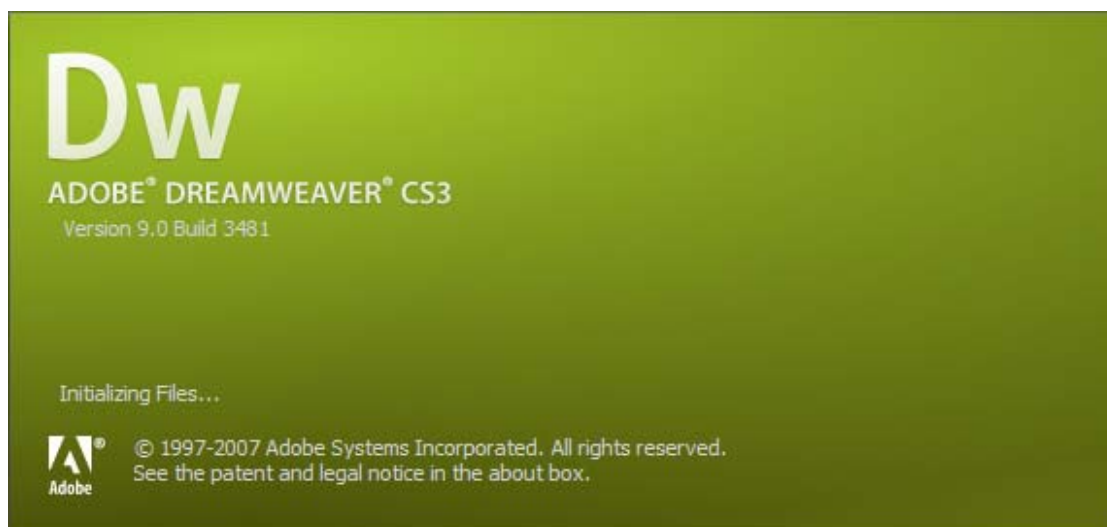 Dw
ADOBE® DREAMWEAVER® CS3
Version 9.0 Build 3481
Initializing Files...
® © 1997-2007 Adobe Systems Incorporated. All rights reserved.
Adobe See the patent and legal notice in the about box.